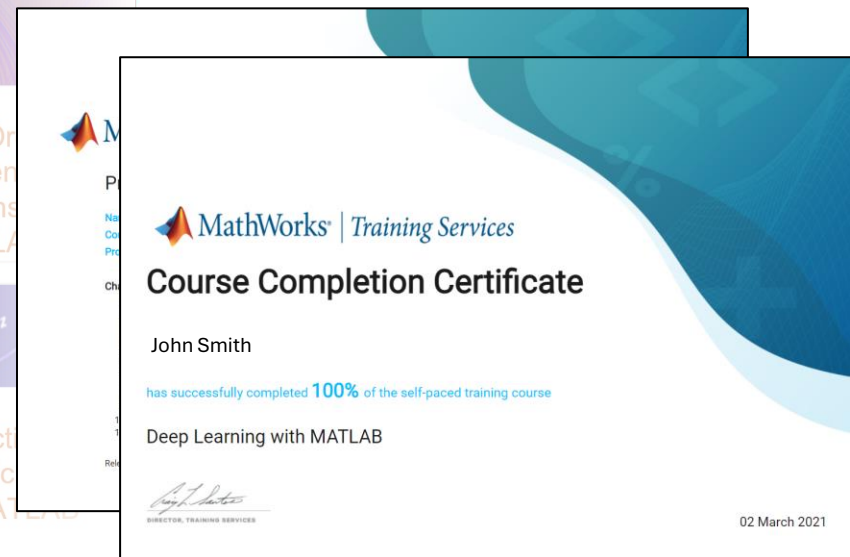 MathWorks® | Training Services
Course Completion Certificate
John Smith
has successfully completed 100% of the self-paced training course
Deep Learning with MATLAB
DIRECTOR, TRAINING SERVICES
02 March 2021